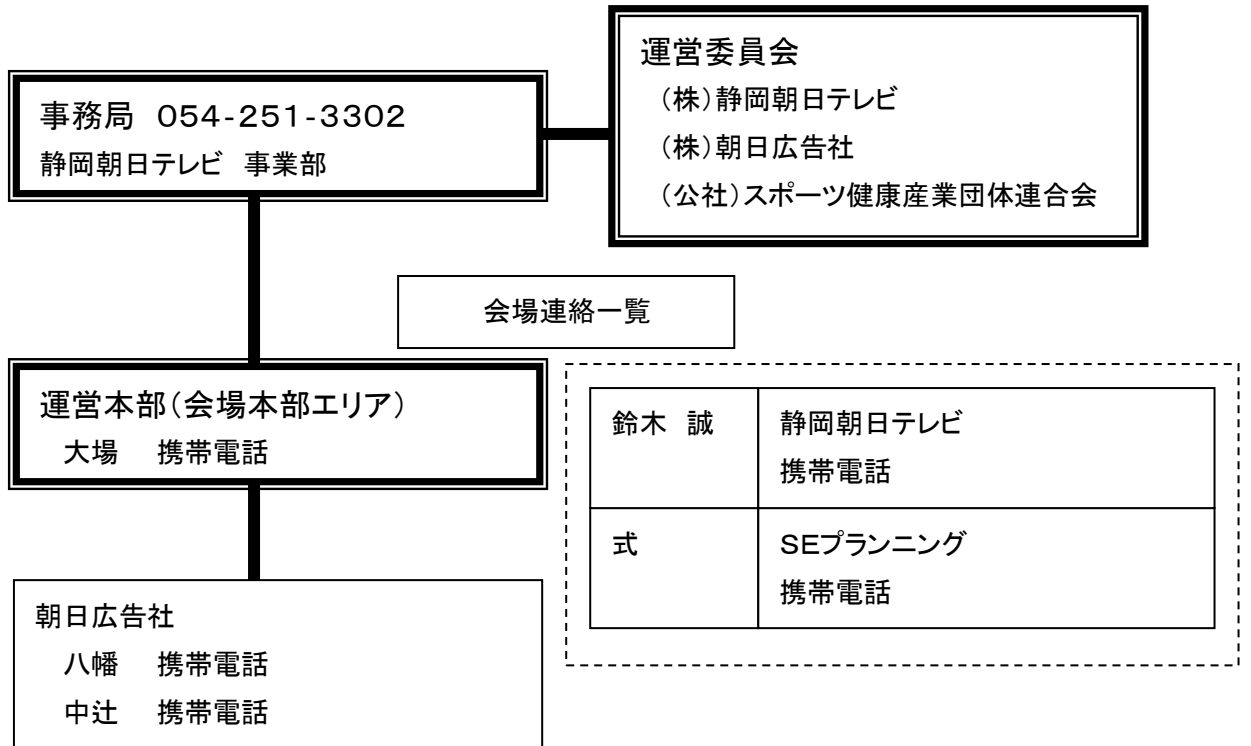 運営委員会
(株)静岡朝日テレビ
(株)朝日広告社
(公社)スポーツ健康産業団体連合会
事務局 054-251-3302
静岡朝日テレビ 事業部
会場連絡一覧
運営本部(会場本部エリア)
大場 携帯電話
鈴木 誠 静岡朝日テレビ
携帯電話
式 SEプランニング
携帯電話
朝日広告社
八幡 携帯電話
中辻 携帯電話